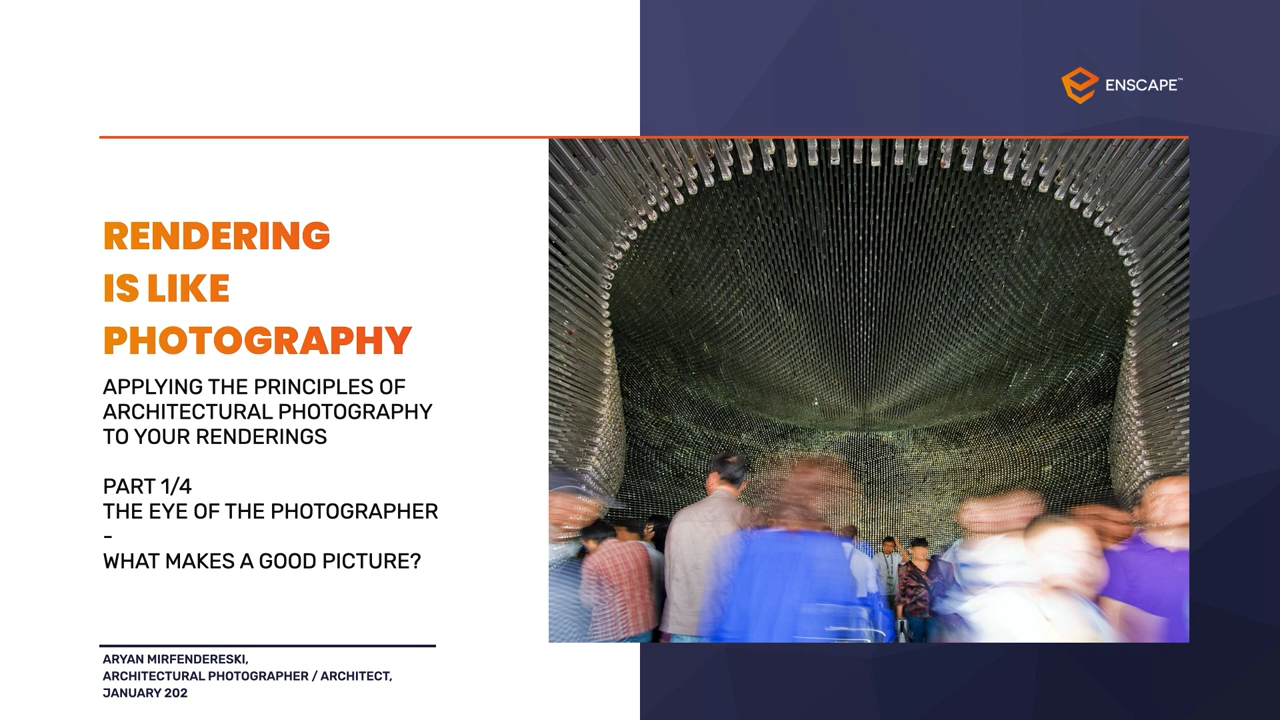 ENSCAPE™
RENDERING
IS LIKE
PHOTOGRAPHY
APPLYING THE PRINCIPLES OF
ARCHITECTURAL PHOTOGRAPHY
TO YOUR RENDERINGS
PART 1/4
THE EYE OF THE PHOTOGRAPHER
-
WHAT MAKES A GOOD PICTURE?
ARYAN MIRFENDERESKI,
ARCHITECTURAL PHOTOGRAPHER / ARCHITECT,
JANUARY 202